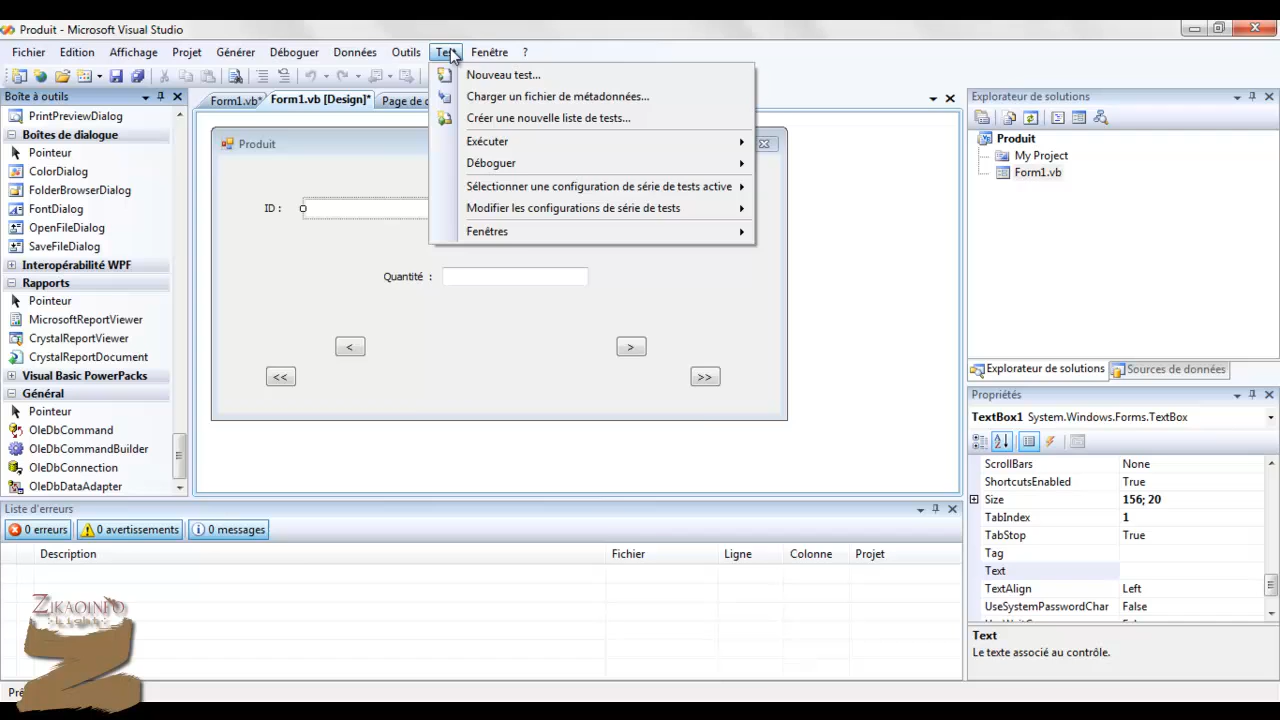 Produit - Microsoft Visual Studio
Fichier Edition Affichage Projet Générer Déboguer Données Outils Fenêtre ?
Boîte à outils
PrintPreviewDialog
Boîtes de dialogue
Pointeur
ColorDialog
FolderBrowserDialog
FontDialog
OpenFileDialog
SaveFileDialog
Interopérabilité WPF
Rapports
Pointeur
MicrosoftReportViewer
CrystalReportViewer
CrystalReportDocument
Visual Basic PowerPacks
Général
Pointeur
OleDbCommand
OleDbCommandBuilder
OleDbConnection
OleDbDataAdapter
Form1.vb* Form1.vb [Design]* Page de
Produit
ID :
Quantité :
< >
<< >>
Nouveau test...
Charger un fichier de métadonnées...
Créer une nouvelle liste de tests...
Exécuter
Déboguer
Sélectionner une configuration de série de tests active
Modifier les configurations de série de tests
Fenêtres
Explorateur de solutions
Produit
My Project
Form1.vb
Explorateur de solutions Sources de données
Propriétés
TextBox1 System.Windows.Forms.TextBox
ScrollBars None
ShortcutsEnabled True
Size 156; 20
TabIndex 1
TabStop True
Tag
Text
TextAlign Left
UseSystemPasswordChar False
Text
Le texte associé au contrôle.
Liste d'erreurs
0 erreurs 0 avertissements 0 messages
Description Fichier Ligne Colonne Projet
ZIKAOINFO
Light